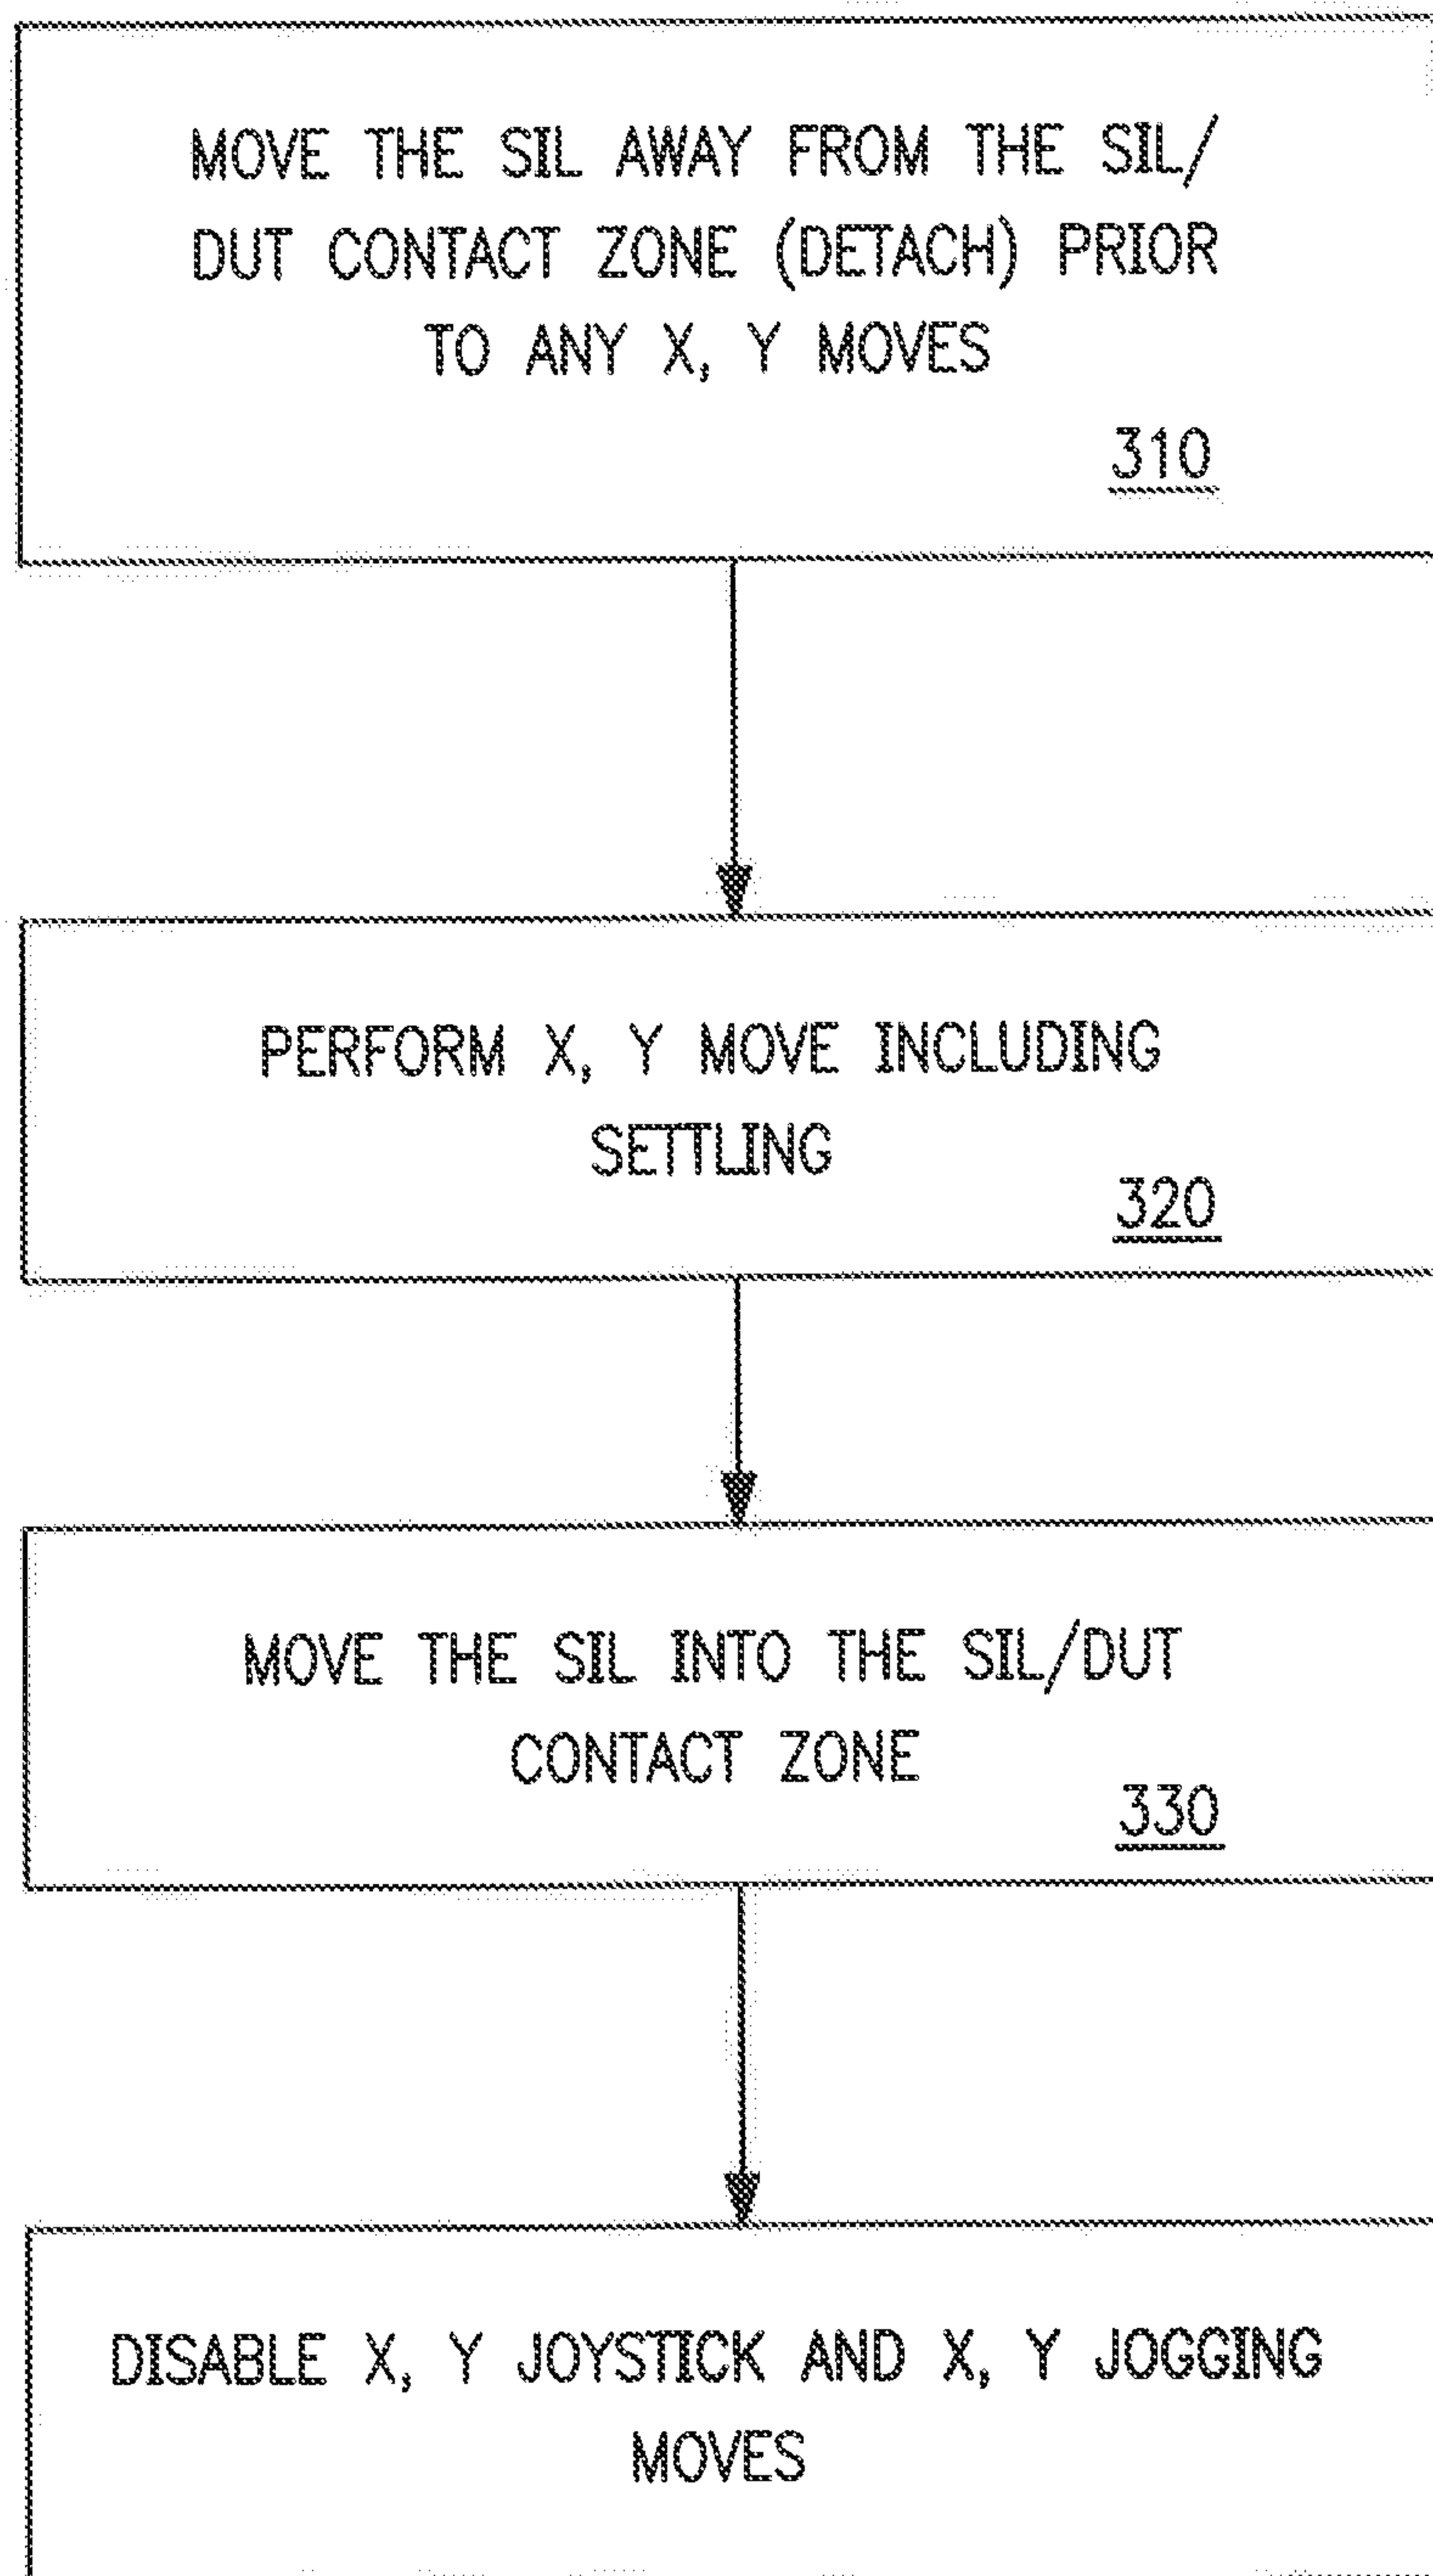 MOVE THE SIL AWAY FROM THE SIL/
DUT CONTACT ZONE (DETACH) PRIOR
TO ANY X, Y MOVES
310
PERFORM X, Y MOVE INCLUDING
SETTLING
320
MOVE THE SIL INTO THE SIL/DUT
CONTACT ZONE
330
DISABLE X, Y JOYSTICK AND X, Y JOGGING
MOVES